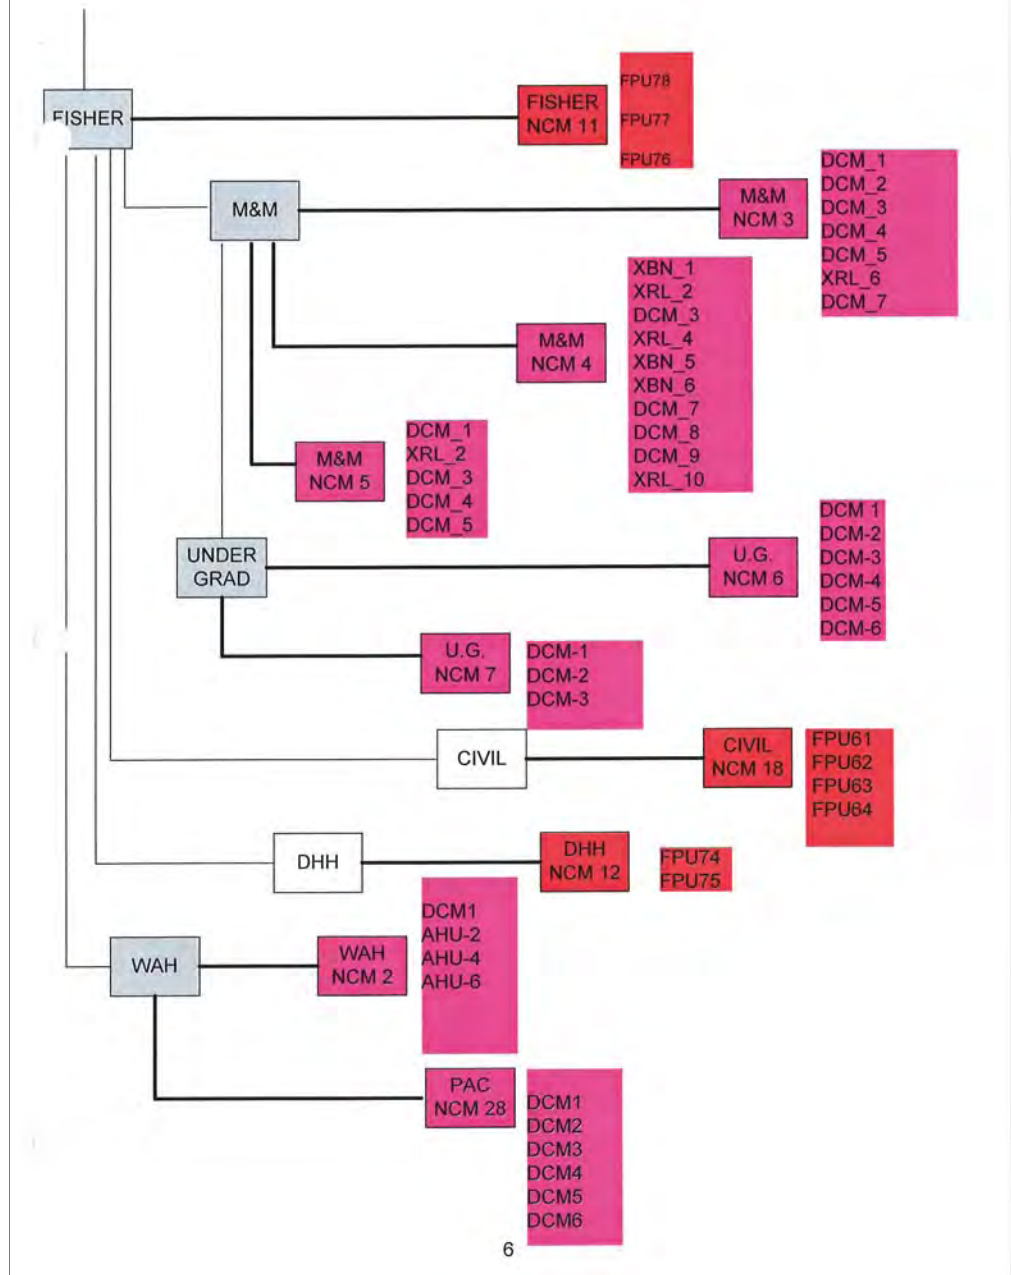 FISHER
FISHER
NCM 11
FPU78
FPU77
FPU76
M&M
M&M
NCM 3
DCM_1
DCM_2
DCM_3
DCM_4
DCM_5
XRL_6
DCM_7
M&M
NCM 4
XBN_1
XRL_2
DCM_3
XRL_4
XBN_5
XBN_6
DCM_7
DCM_8
DCM_9
XRL_10
M&M
NCM 5
DCM_1
XRL_2
DCM_3
DCM_4
DCM_5
UNDER
GRAD
U.G.
NCM 6
DCM 1
DCM-2
DCM-3
DCM-4
DCM-5
DCM-6
U.G.
NCM 7
DCM-1
DCM-2
DCM-3
CIVIL
CIVIL
NCM 18
FPU61
FPU62
FPU63
FPU64
DHH
DHH
NCM 12
FPU74
FPU75
WAH
WAH
NCM 2
DCM1
AHU-2
AHU-4
AHU-6
PAC
NCM 28
DCM1
DCM2
DCM3
DCM4
DCM5
DCM6
6